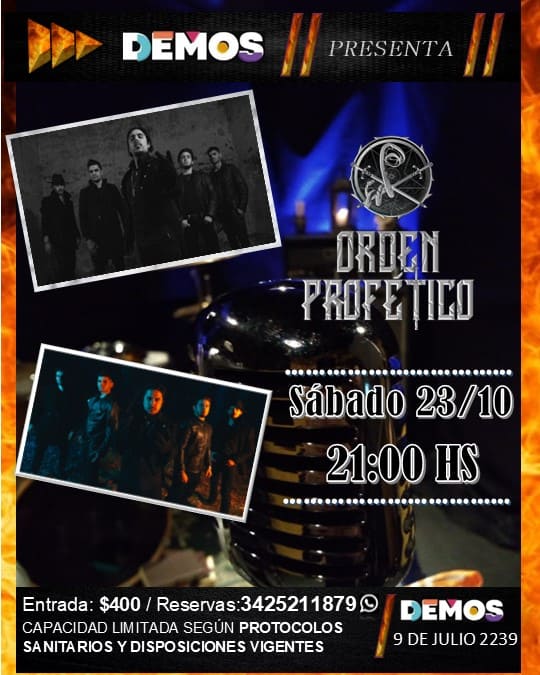 DEMOS
PRESENTA
ORDEN
PROFÉTICO
Sábado 23/10
21:00 HS
Entrada: $400 / Reservas:3425211879
CAPACIDAD LIMITADA SEGÚN PROTOCOLOS
SANITARIOS Y DISPOSICIONES VIGENTES
DEMOS
9 DE JULIO 2239